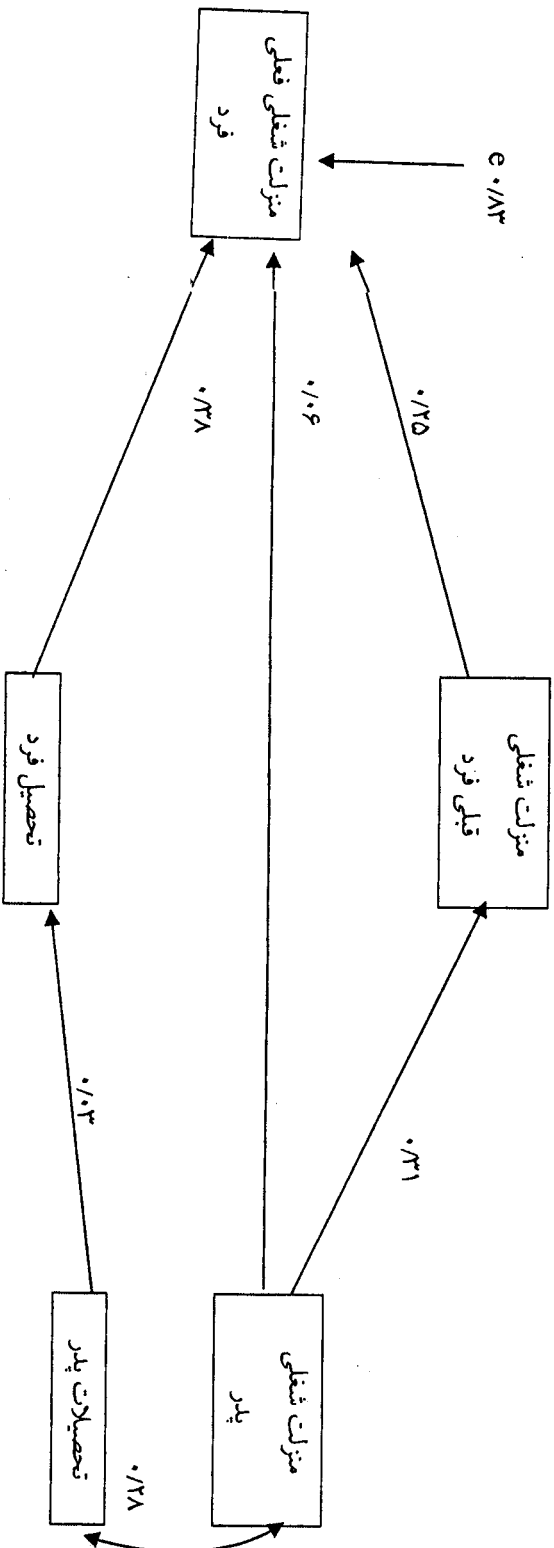 منزلت شغلی
پدر
تحصیلات پدر
۰/۲۸
۰/۳۱
۰/۰۳
منزلت شغلی
قبلی فرد
تحصیل فرد
۰/۲۵
۰/۰۶
۰/۳۸
e ۰/۸۳
منزلت شغلی فعلی
فرد